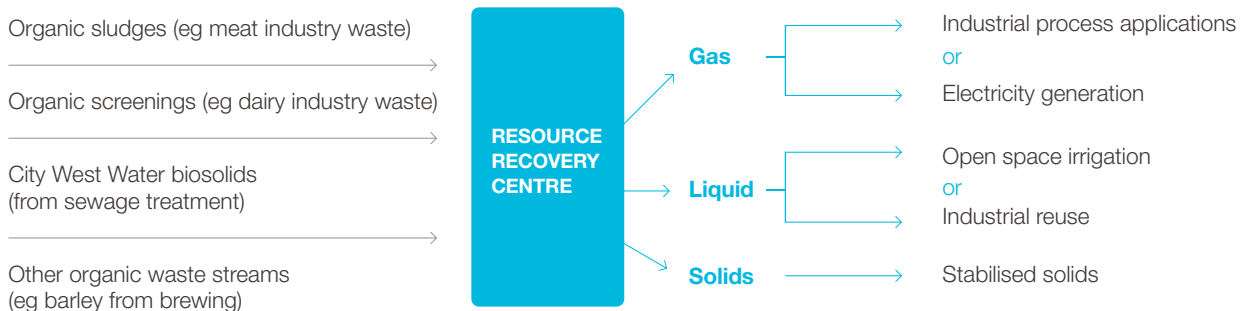 Organic sludges (eg meat industry waste)
Organic screenings (eg dairy industry waste)
City West Water biosolids
(from sewage treatment)
Other organic waste streams
(eg barley from brewing)
RESOURCE
RECOVERY
CENTRE
Gas
Industrial process applications
or
Electricity generation
Liquid
Open space irrigation
or
Industrial reuse
Solids
Stabilised solids